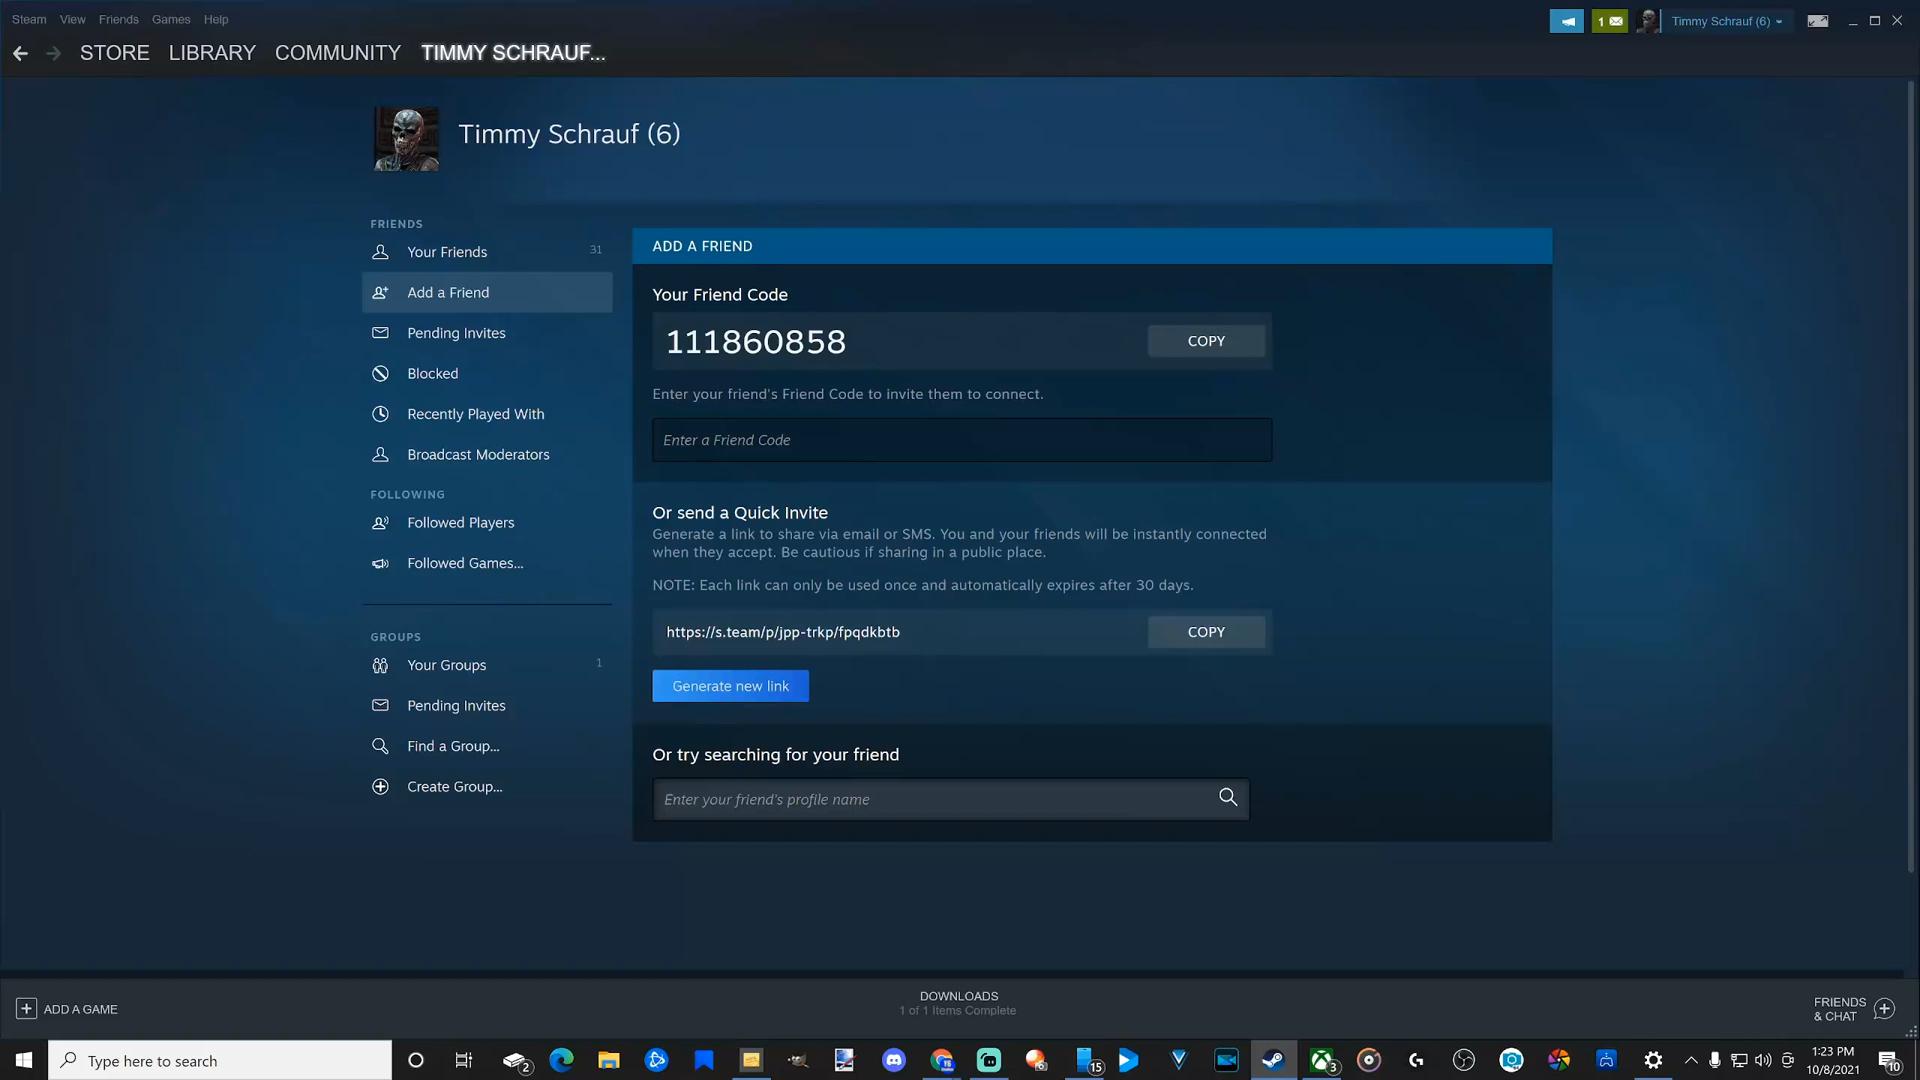 Steam View Friends Games Help
1
Timmy Schrauf (6)
STORE LIBRARY COMMUNITY TIMMY SCHRAUF...
Timmy Schrauf (6)
FRIENDS
Your Friends 31
Add a Friend
Pending Invites
Blocked
Recently Played With
Broadcast Moderators
FOLLOWING
Followed Players
Followed Games...
GROUPS
Your Groups 1
Pending Invites
Find a Group...
Create Group...
ADD A FRIEND
Your Friend Code
111860858 COPY
Enter your friend's Friend Code to invite them to connect.
Enter a Friend Code
Or send a Quick Invite
Generate a link to share via email or SMS. You and your friends will be instantly connected
when they accept. Be cautious if sharing in a public place.
NOTE: Each link can only be used once and automatically expires after 30 days.
https://s.team/p/jpp-trkp/fpqdkbtb COPY
Generate new link
Or try searching for your friend
Enter your friend's profile name
ADD A GAME
DOWNLOADS
1 of 1 Items Complete
FRIENDS
& CHAT
Type here to search
2
15
3
1:23 PM
10/8/2021
10